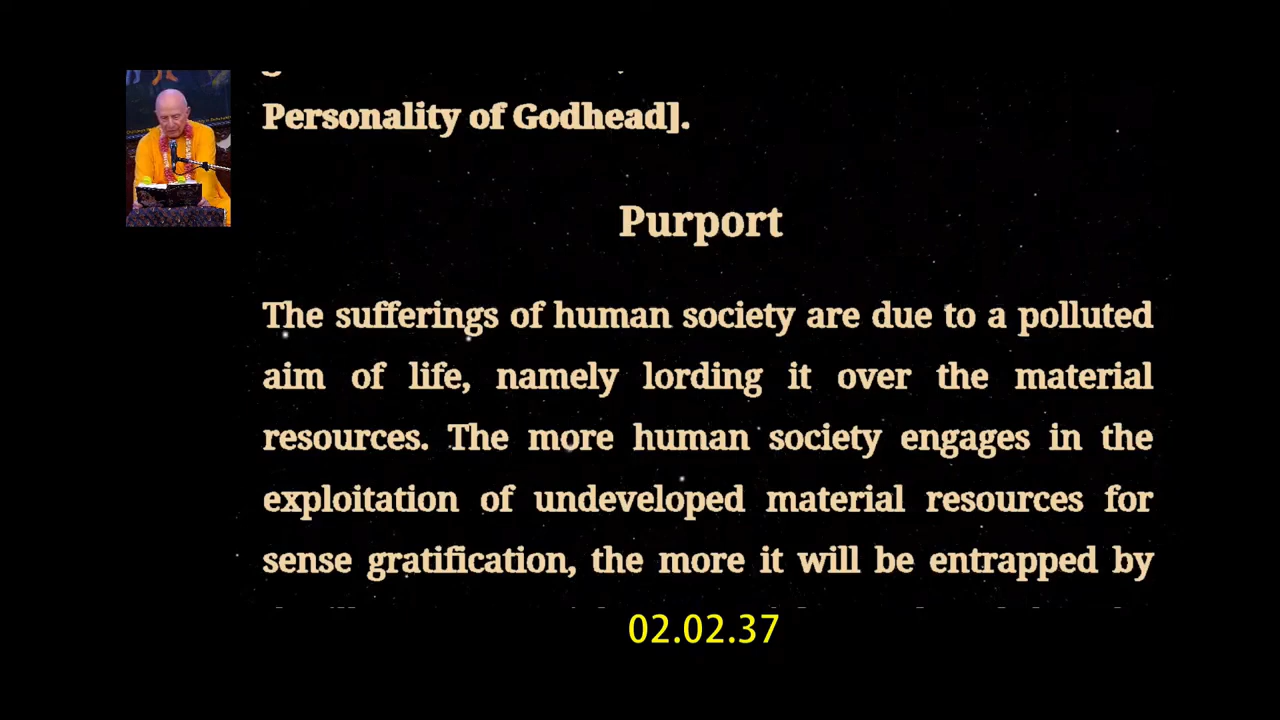 Personality of Godhead].
Purport
The sufferings of human society are due to a polluted
aim of life, namely lording it over the material
resources. The more human society engages in the
exploitation of undeveloped material resources for
sense gratification, the more it will be entrapped by
02.02.37